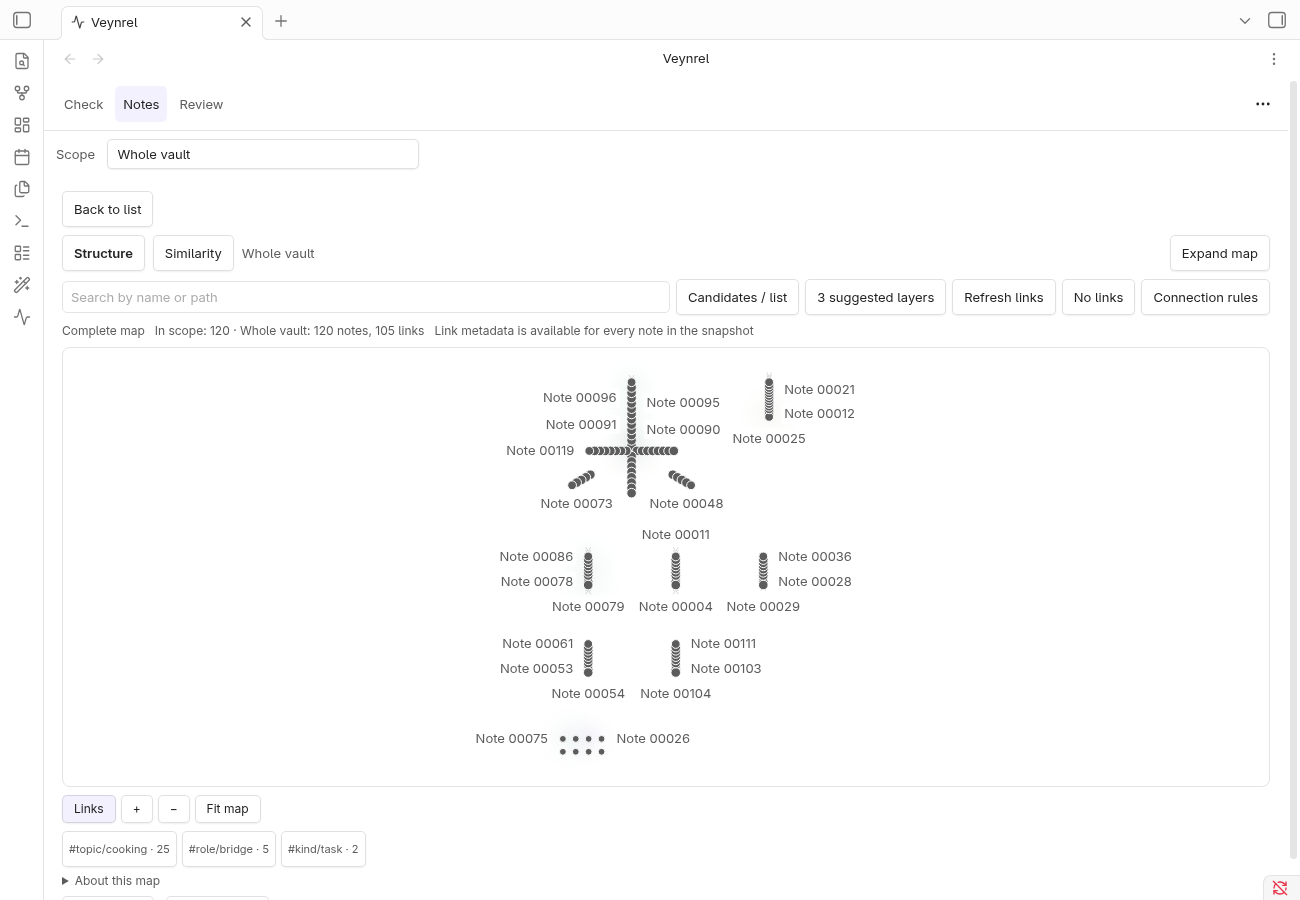 Veynrel
Veynrel
Check Notes Review
Scope Whole vault
Back to list
Structure Similarity Whole vault Expand map
Search by name or path Candidates / list 3 suggested layers Refresh links No links Connection rules
Complete map In scope: 120 · Whole vault: 120 notes, 105 links Link metadata is available for every note in the snapshot
Note 00096 Note 00095 Note 00021
Note 00091 Note 00090 Note 00012
Note 00119 Note 00025
Note 00073 Note 00048
Note 00011
Note 00086 Note 00036
Note 00078 Note 00028
Note 00079 Note 00004 Note 00029
Note 00061 Note 00111
Note 00053 Note 00103
Note 00054 Note 00104
Note 00075 Note 00026
Links + − Fit map
#topic/cooking · 25 #role/bridge · 5 #kind/task · 2
About this map